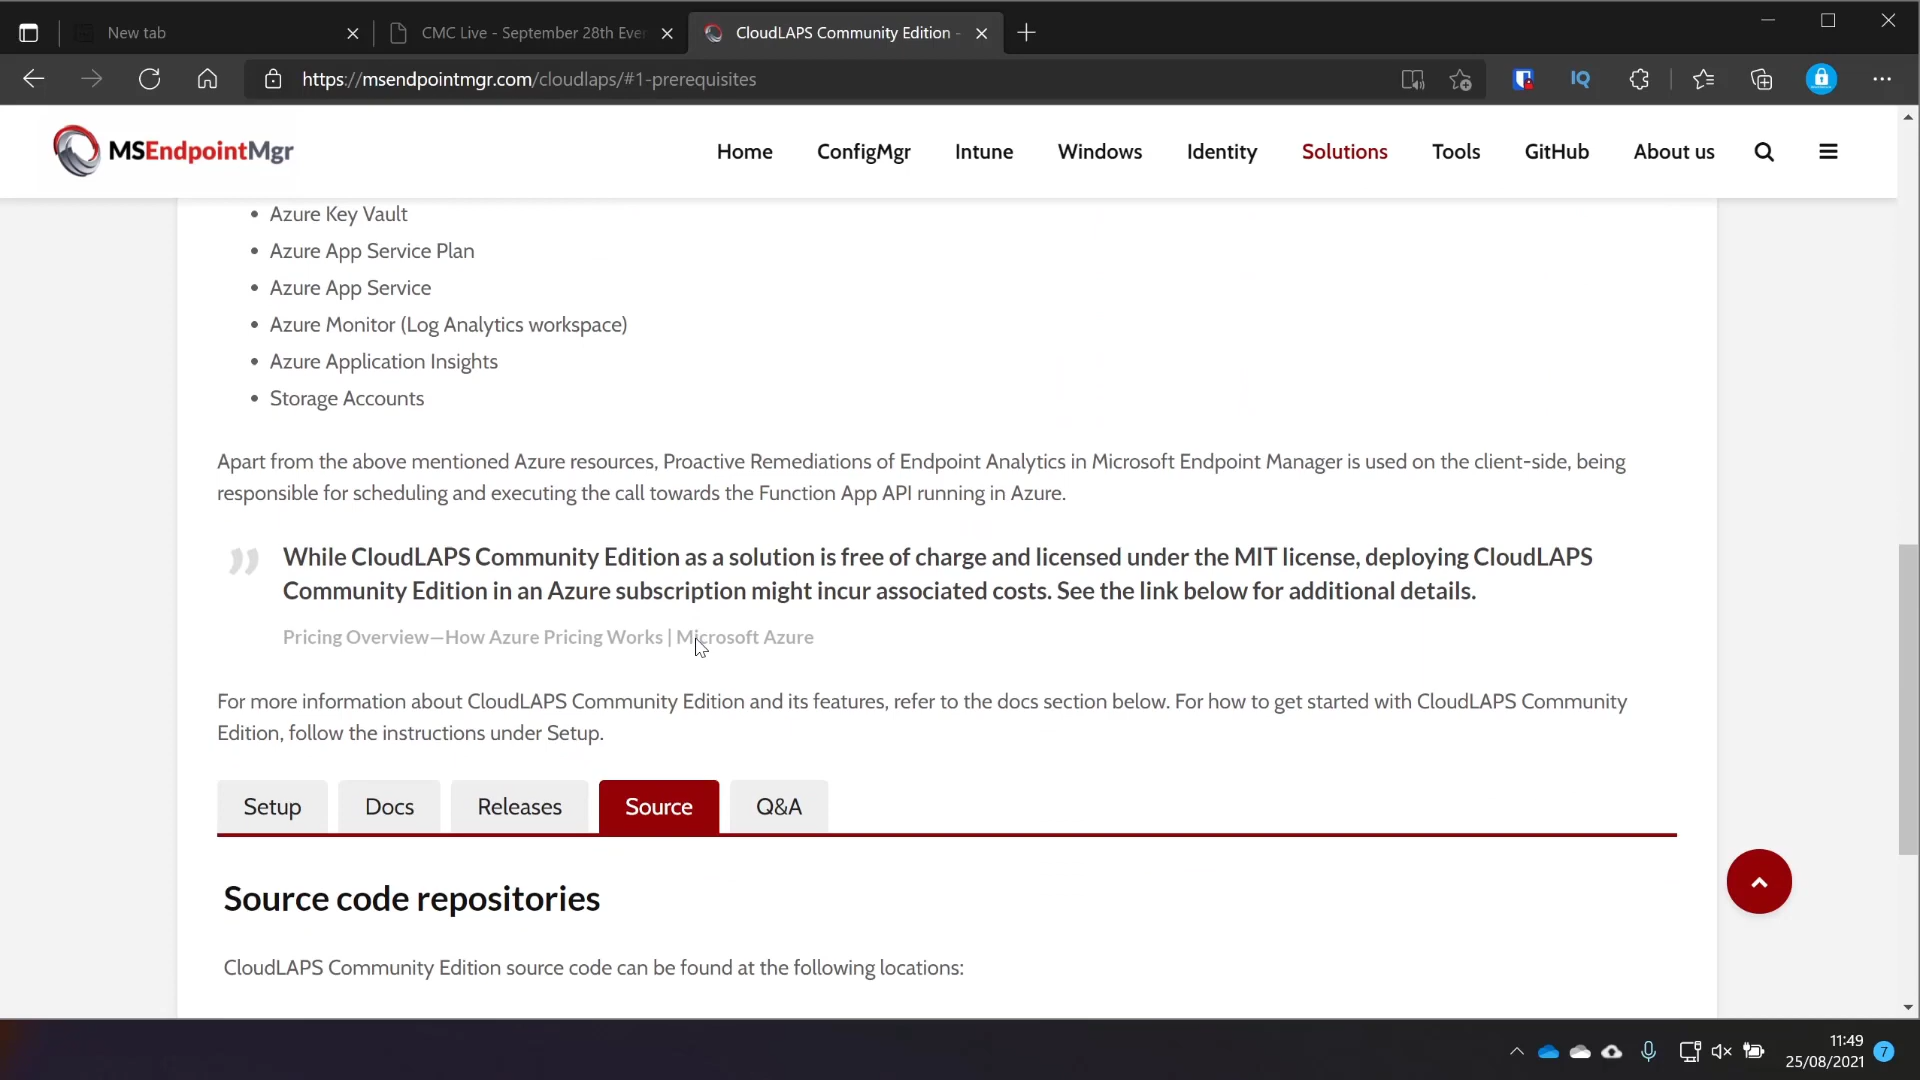 New tab
CMC Live - September 28th Ever
CloudLAPS Community Edition -
https://msendpointmgr.com/cloudlaps/#1-prerequisites
IQ
MSEndpointMgr
Home
ConfigMgr
Intune
Windows
Identity
Solutions
Tools
GitHub
About us
• Azure Key Vault
• Azure App Service Plan
• Azure App Service
• Azure Monitor (Log Analytics workspace)
• Azure Application Insights
• Storage Accounts
Apart from the above mentioned Azure resources, Proactive Remediations of Endpoint Analytics in Microsoft Endpoint Manager is used on the client-side, being
responsible for scheduling and executing the call towards the Function App API running in Azure.
” While CloudLAPS Community Edition as a solution is free of charge and licensed under the MIT license, deploying CloudLAPS
Community Edition in an Azure subscription might incur associated costs. See the link below for additional details.
Pricing Overview—How Azure Pricing Works | Microsoft Azure
For more information about CloudLAPS Community Edition and its features, refer to the docs section below. For how to get started with CloudLAPS Community
Edition, follow the instructions under Setup.
Setup
Docs
Releases
Source
Q&A
Source code repositories
CloudLAPS Community Edition source code can be found at the following locations:
11:49
25/08/2021
7